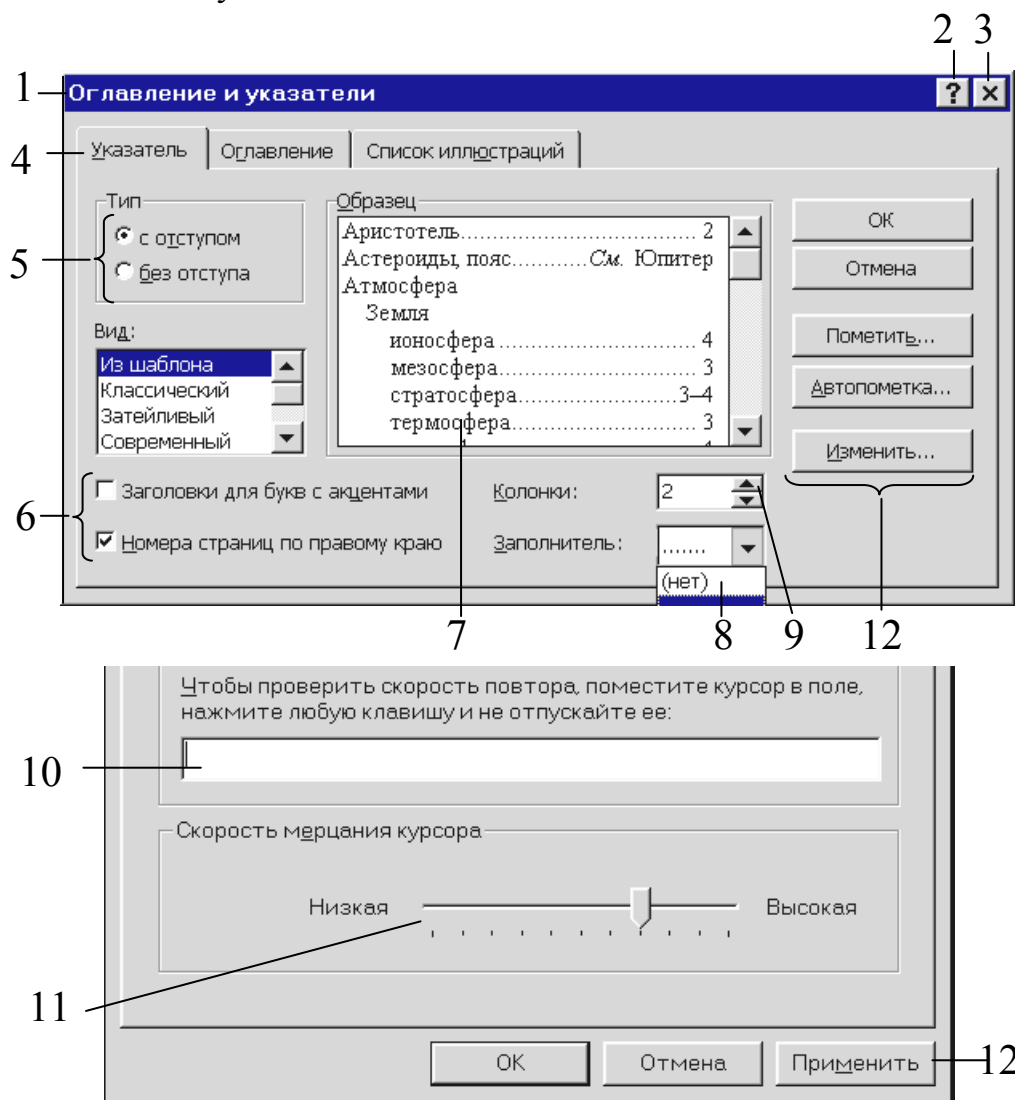 2 3
1 Оглавление и указатели ? ×
4 Указатель Оглавление Список иллюстраций
Тип
5 с отступом
без отступа
Вид:
Из шаблона
Классический
Затейливый
Современный
Образец
Аристотель............................... 2
Астероиды, пояс...........См. Юпитер
Атмосфера
Земля
ионосфера ........................... 4
мезосфера........................... 3
стратосфера.......................3–4
термосфера......................... 3
ОК
Отмена
Пометить...
Автопометка...
Изменить...
6 Заголовки для букв с акцентами
Номера страниц по правому краю
Колонки: 2
Заполнитель: .......
(нет)
7 8 9 12
Чтобы проверить скорость повтора, поместите курсор в поле,
нажмите любую клавишу и не отпускайте ее:
10
Скорость мерцания курсора
Низкая Высокая
11
ОК Отмена Применить 12